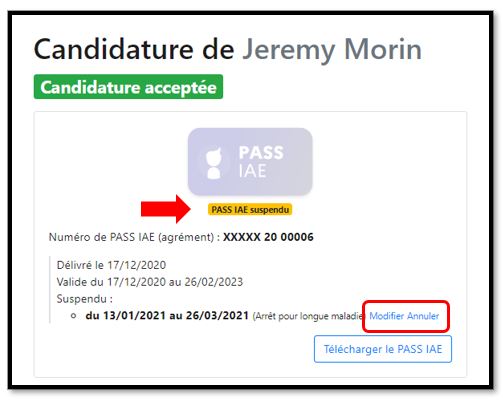 Candidature de Jeremy Morin
Candidature acceptée
PASS
IAE
PASS IAE suspendu
Numéro de PASS IAE (agrément) : XXXXX 20 00006
Délivré le 17/12/2020
Valide du 17/12/2020 au 26/02/2023
Suspendu :
du 13/01/2021 au 26/03/2021 (Arrêt pour longue maladie Modifier Annuler
Télécharger le PASS IAE